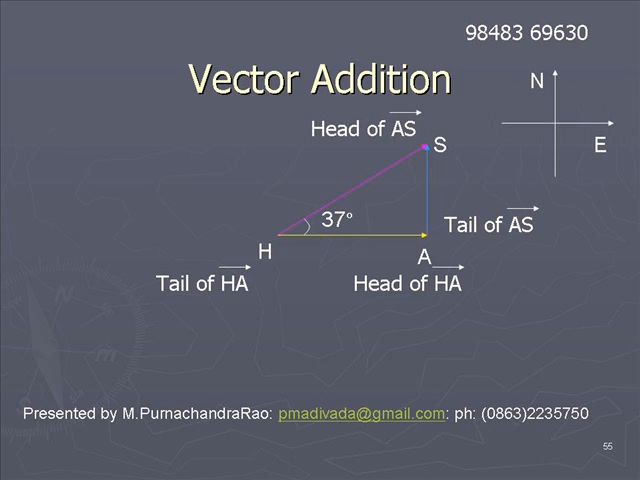 98483 69630
Vector Addition
N
E
Head of AS
S
37°
Tail of AS
H
A
Tail of HA
Head of HA
Presented by M.PurnachandraRao: pmadivada@gmail.com: ph: (0863)2235750
55